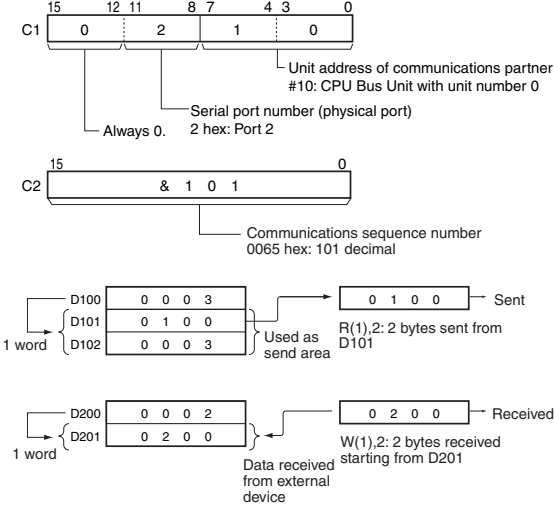 15 12 11 8 7 4 3 0
C1 0 2 1 0
Unit address of communications partner
#10: CPU Bus Unit with unit number 0
Serial port number (physical port)
2 hex: Port 2
Always 0.
15 0
C2 & 1 0 1
Communications sequence number
0065 hex: 101 decimal
D100 0 0 0 3
D101 0 1 0 0
D102 0 0 0 3
1 word
Used as
send area
0 1 0 0 Sent
R(1),2: 2 bytes sent from
D101
D200 0 0 0 2
D201 0 2 0 0
1 word
Data received
from external
device
0 2 0 0 Received
W(1),2: 2 bytes received
starting from D201